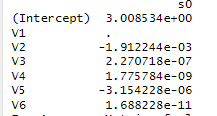 s0
(Intercept) 3.008534e+00
V1 .
V2 -1.912244e-03
V3 2.270718e-07
V4 1.775784e-09
V5 -3.154228e-06
V6 1.688228e-11